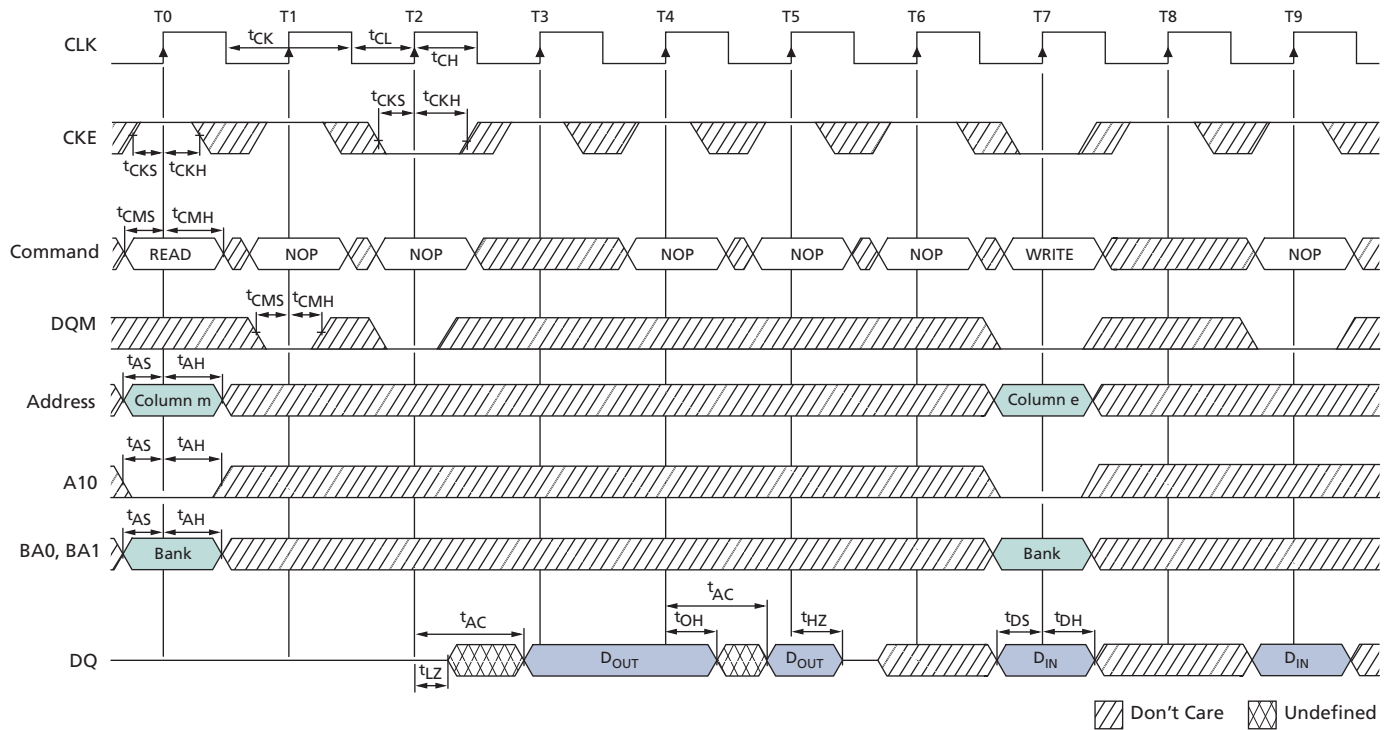 T0 T1 T2 T3 T4 T5 T6 T7 T8 T9
CLK
tCK tCL
tCH
tCKS tCKH
CKE
tCKS tCKH
tCMS tCMH
Command READ NOP NOP NOP NOP NOP WRITE NOP
tCMS tCMH
DQM
tAS tAH
Address Column m Column e
tAS tAH
A10
tAS tAH
BA0, BA1 Bank Bank
tAC
tAC tOH tHZ tDS tDH
DQ DOUT DOUT DIN DIN
tLZ
Don't Care Undefined